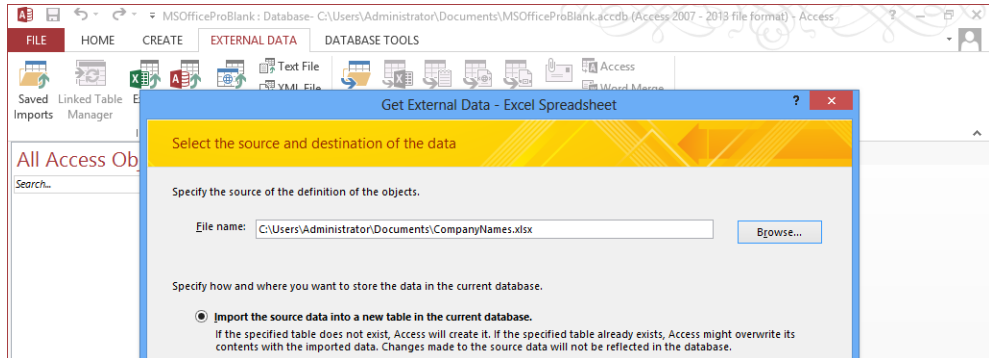 MSOfficeProBlank : Database- C:\Users\Administrator\Documents\MSOfficeProBlank.accdb (Access 2007 - 2013 file format) - Access
FILE HOME CREATE EXTERNAL DATA DATABASE TOOLS
Text File Access
XML File Word Merge
Saved Linked Table E
Imports Manager
Get External Data - Excel Spreadsheet
Select the source and destination of the data
All Access Ob
Search...
Specify the source of the definition of the objects.
File name: C:\Users\Administrator\Documents\CompanyNames.xlsx Browse...
Specify how and where you want to store the data in the current database.
Import the source data into a new table in the current database.
If the specified table does not exist, Access will create it. If the specified table already exists, Access might overwrite its
contents with the imported data. Changes made to the source data will not be reflected in the database.